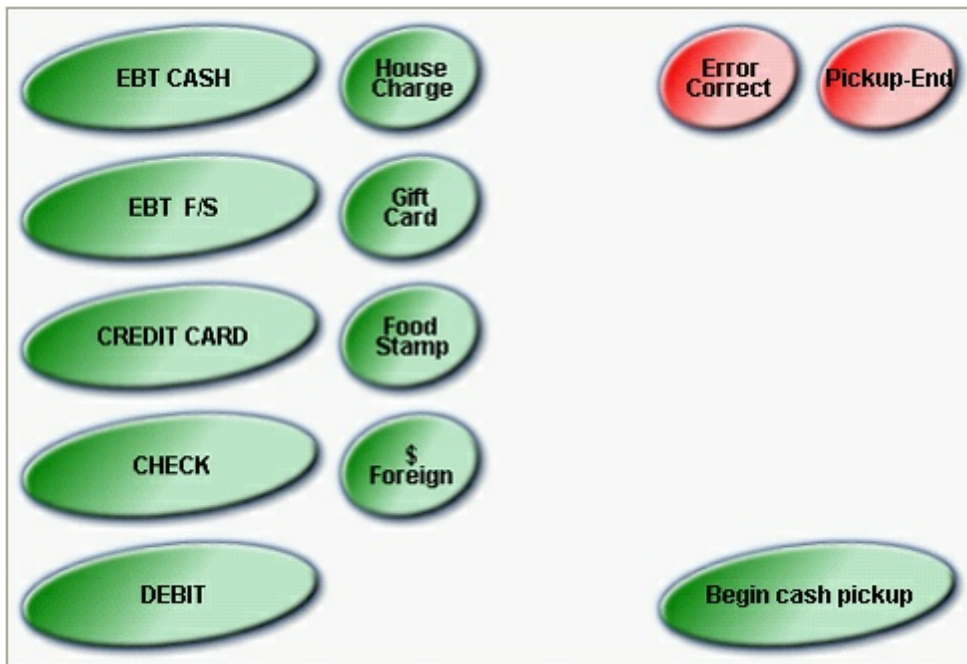 EBT CASH
House
Charge
Error
Correct
Pickup-End
EBT F/S
Gift
Card
CREDIT CARD
Food
Stamp
CHECK
$
Foreign
DEBIT
Begin cash pickup